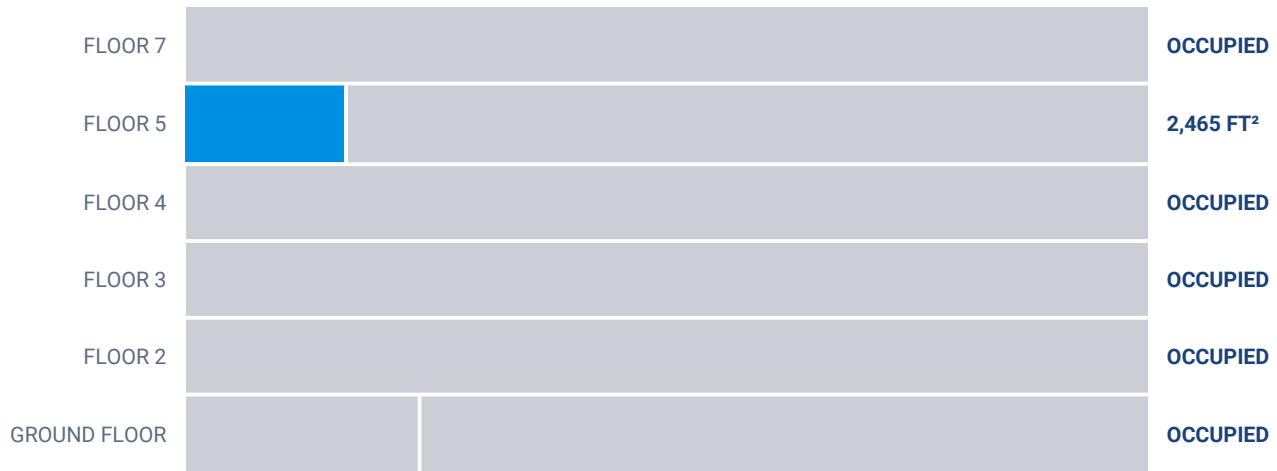 FLOOR 7 OCCUPIED
FLOOR 5 2,465 FT²
FLOOR 4 OCCUPIED
FLOOR 3 OCCUPIED
FLOOR 2 OCCUPIED
GROUND FLOOR OCCUPIED